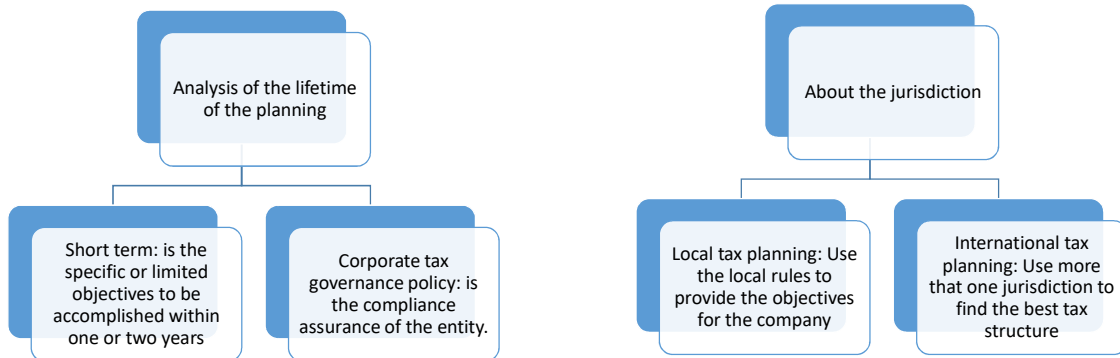 Analysis of the lifetime
of the planning
Short term: is the
specific or limited
objectives to be
accomplished within
one or two years
Corporate tax
governance policy: is
the compliance
assurance of the entity.
About the jurisdiction
Local tax planning: Use
the local rules to
provide the objectives
for the company
International tax
planning: Use more
that one jurisdiction to
find the best tax
structure